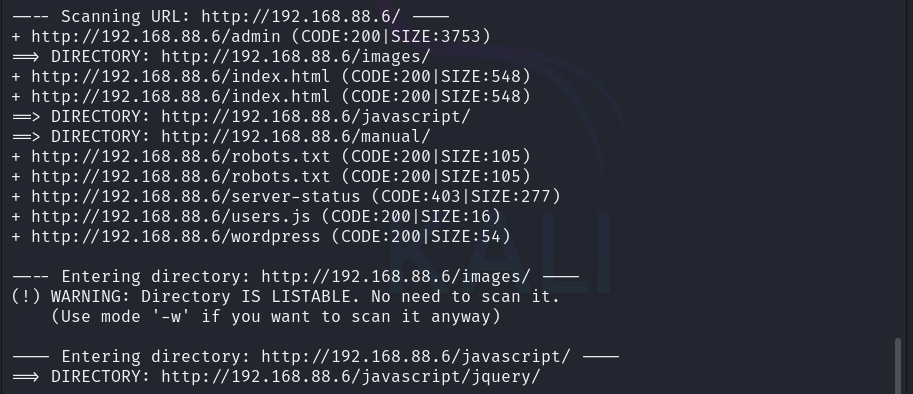 ---- Scanning URL: http://192.168.88.6/ ----
+ http://192.168.88.6/admin (CODE:200|SIZE:3753)
==> DIRECTORY: http://192.168.88.6/images/
+ http://192.168.88.6/index.html (CODE:200|SIZE:548)
+ http://192.168.88.6/index.html (CODE:200|SIZE:548)
==> DIRECTORY: http://192.168.88.6/javascript/
==> DIRECTORY: http://192.168.88.6/manual/
+ http://192.168.88.6/robots.txt (CODE:200|SIZE:105)
+ http://192.168.88.6/robots.txt (CODE:200|SIZE:105)
+ http://192.168.88.6/server-status (CODE:403|SIZE:277)
+ http://192.168.88.6/users.js (CODE:200|SIZE:16)
+ http://192.168.88.6/wordpress (CODE:200|SIZE:54)
KALI
---- Entering directory: http://192.168.88.6/images/ ----
(!) WARNING: Directory IS LISTABLE. No need to scan it.
(Use mode '-w' if you want to scan it anyway)
---- Entering directory: http://192.168.88.6/javascript/ ----
==> DIRECTORY: http://192.168.88.6/javascript/jquery/